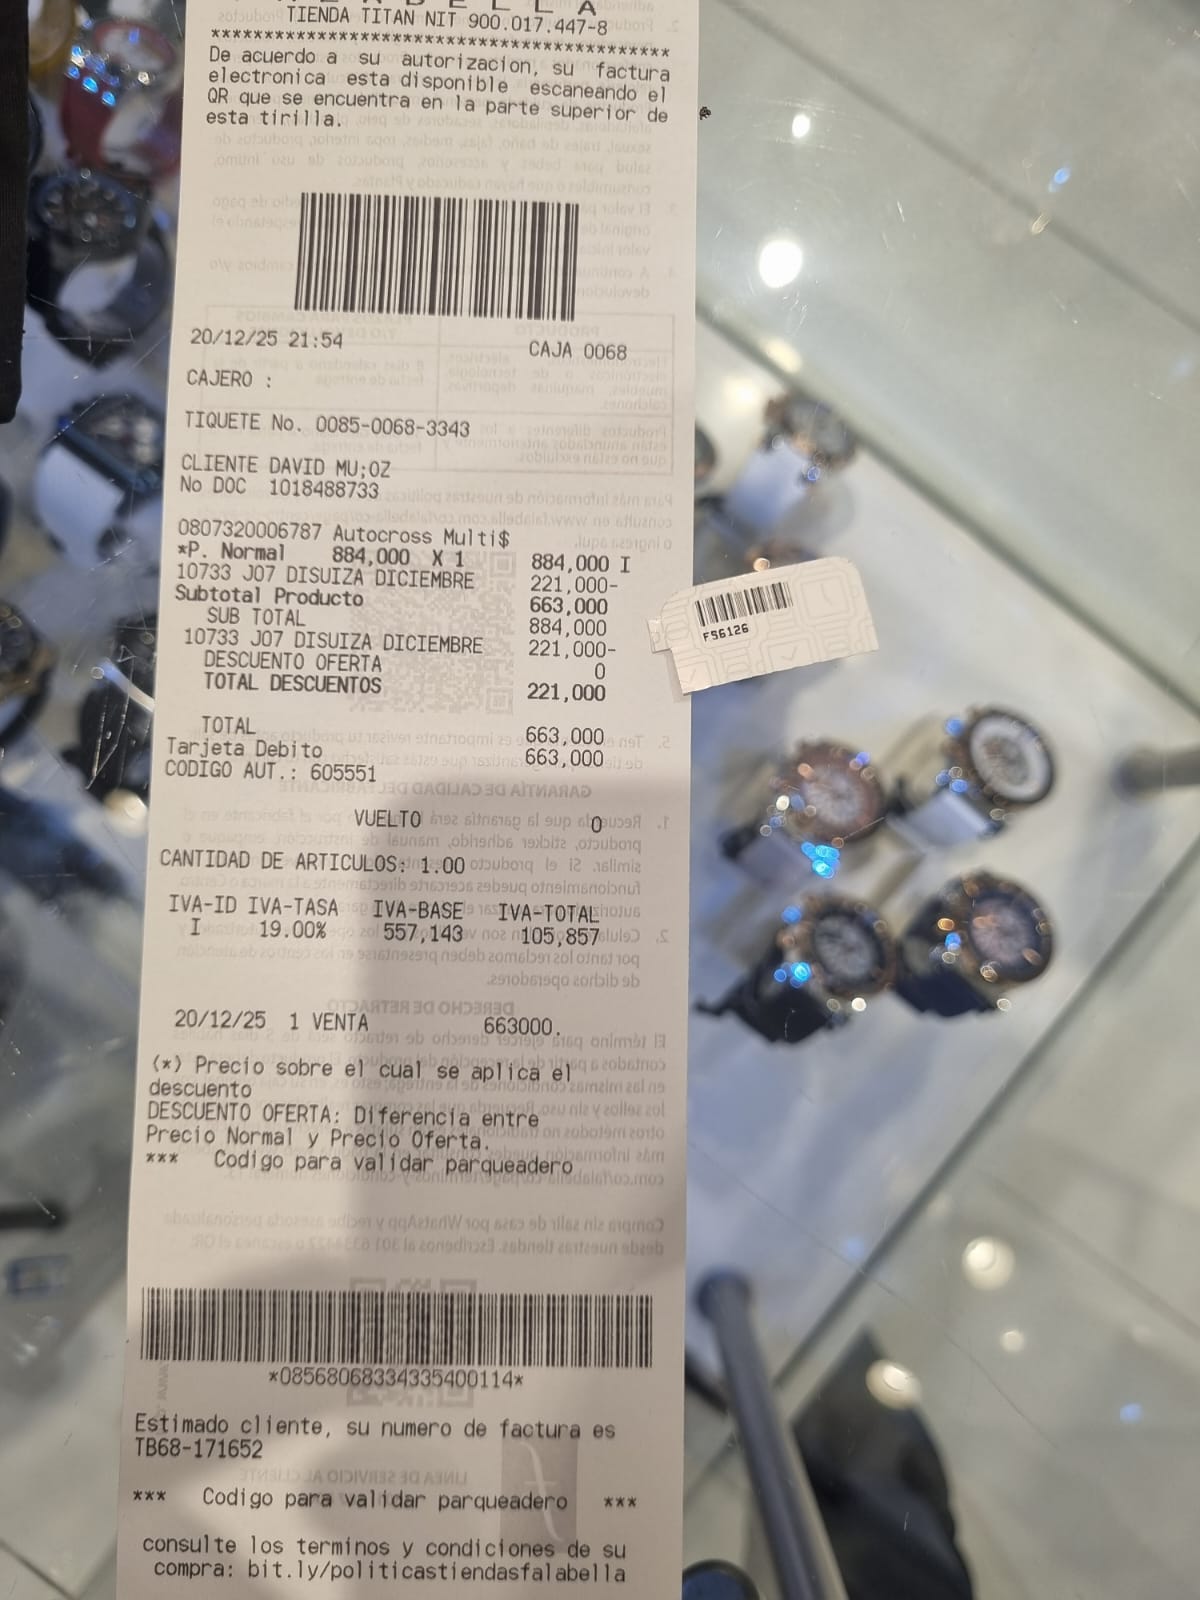 TIENDA TITAN NIT 900.017.447-8
********************************************
De acuerdo a su autorizacion, su factura
electronica esta disponible escaneando el
QR que se encuentra en la parte superior de
esta tirilla.
20/12/25 21:54 CAJA 0068
CAJERO :
TIQUETE No. 0085-0068-3343
CLIENTE DAVID MU;OZ
No DOC 1018488733
0807320006787 Autocross Multi$
*P. Normal 884,000 X 1 884,000 I
10733 J07 DISUIZA DICIEMBRE 221,000-
Subtotal Producto 663,000
SUB TOTAL 884,000
10733 J07 DISUIZA DICIEMBRE 221,000-
DESCUENTO OFERTA 0
TOTAL DESCUENTOS 221,000
TOTAL 663,000
Tarjeta Debito 663,000
CODIGO AUT.: 605551
VUELTO 0
CANTIDAD DE ARTICULOS: 1.00
IVA-ID IVA-TASA IVA-BASE IVA-TOTAL
I 19.00% 557,143 105,857
20/12/25 1 VENTA 663000.
(*) Precio sobre el cual se aplica el
descuento
DESCUENTO OFERTA: Diferencia entre
Precio Normal y Precio Oferta.
*** Codigo para validar parqueadero
*08568068334335400114*
Estimado cliente, su numero de factura es
TB68-171652
*** Codigo para validar parqueadero ***
consulte los terminos y condiciones de su
compra: bit.ly/politicastiendasfalabella
FS6126